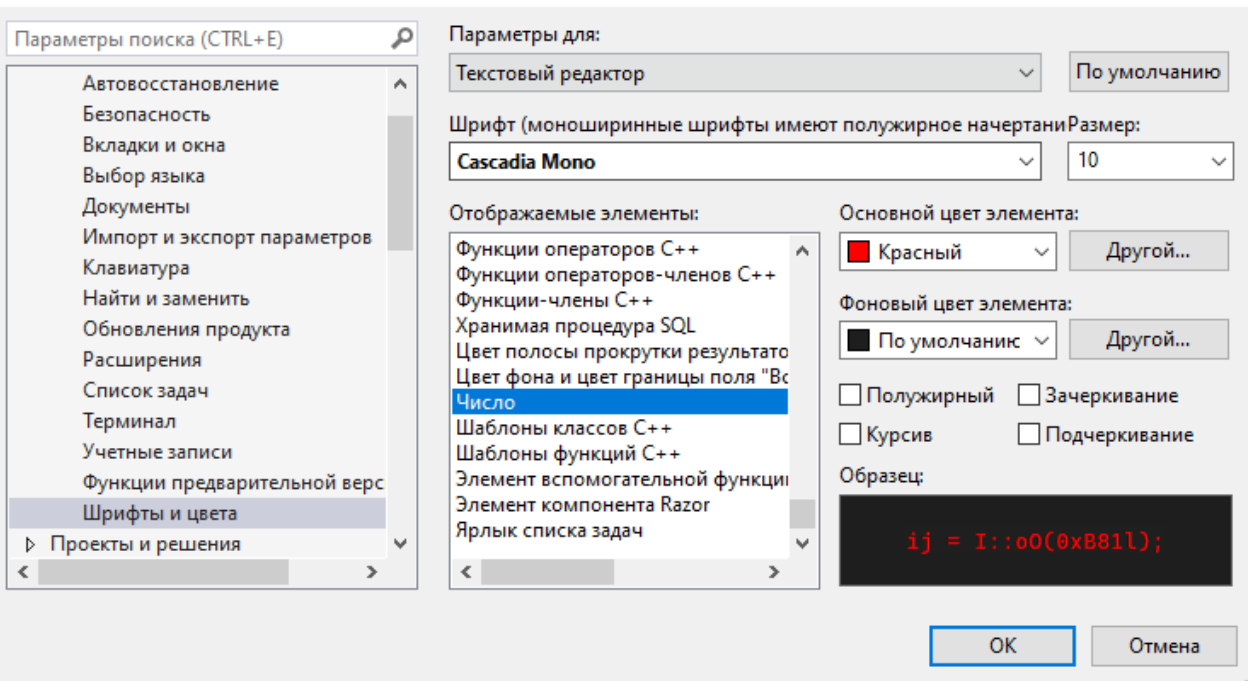 Параметры поиска (CTRL+E)
Автовосстановление
Безопасность
Вкладки и окна
Выбор языка
Документы
Импорт и экспорт параметров
Клавиатура
Найти и заменить
Обновления продукта
Расширения
Список задач
Терминал
Учетные записи
Функции предварительной верс
Шрифты и цвета
Проекты и решения
Параметры для:
Текстовый редактор
По умолчанию
Шрифт (моноширинные шрифты имеют полужирное начертани
Размер:
Cascadia Mono
10
Отображаемые элементы:
Функции операторов C++
Функции операторов-членов C++
Функции-члены C++
Хранимая процедура SQL
Цвет полосы прокрутки результато
Цвет фона и цвет границы поля "Вс
Число
Шаблоны классов C++
Шаблоны функций C++
Элемент вспомогательной функции
Элемент компонента Razor
Ярлык списка задач
Основной цвет элемента:
Красный
Другой...
Фоновый цвет элемента:
По умолчанию
Другой...
Полужирный
Зачеркивание
Курсив
Подчеркивание
Образец:
ij = I::oO(0xB81l);
ОК
Отмена